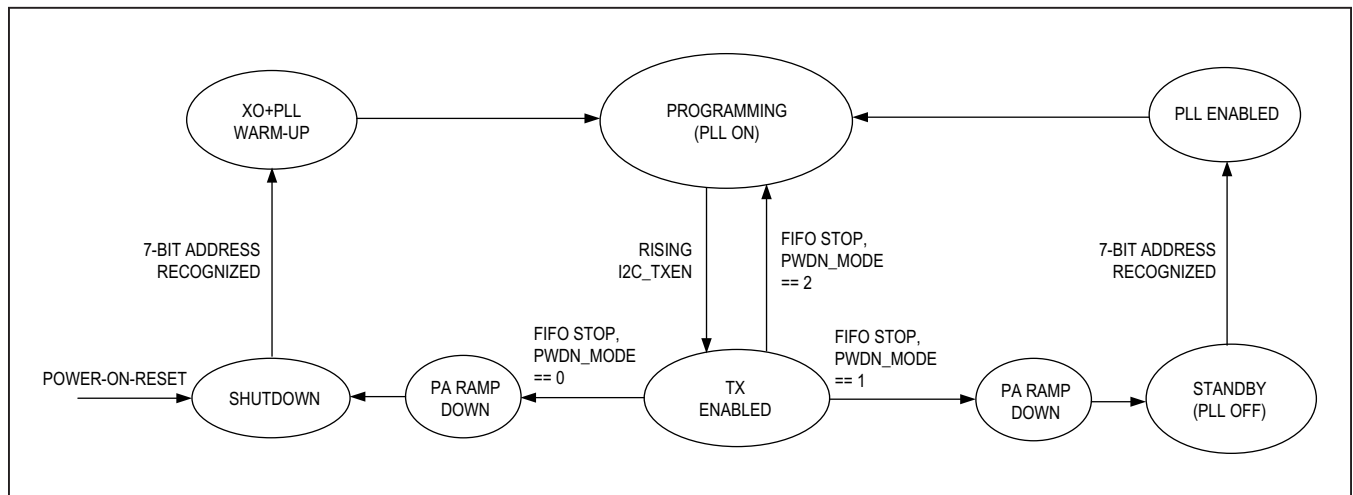 XO+PLL
WARM-UP
PROGRAMMING
(PLL ON)
PLL ENABLED
7-BIT ADDRESS
RECOGNIZED
RISING
I2C_TXEN
FIFO STOP,
PWDN_MODE
== 2
7-BIT ADDRESS
RECOGNIZED
POWER-ON-RESET
SHUTDOWN
PA RAMP
DOWN
FIFO STOP,
PWDN_MODE
== 0
TX
ENABLED
FIFO STOP,
PWDN_MODE
== 1
PA RAMP
DOWN
STANDBY
(PLL OFF)